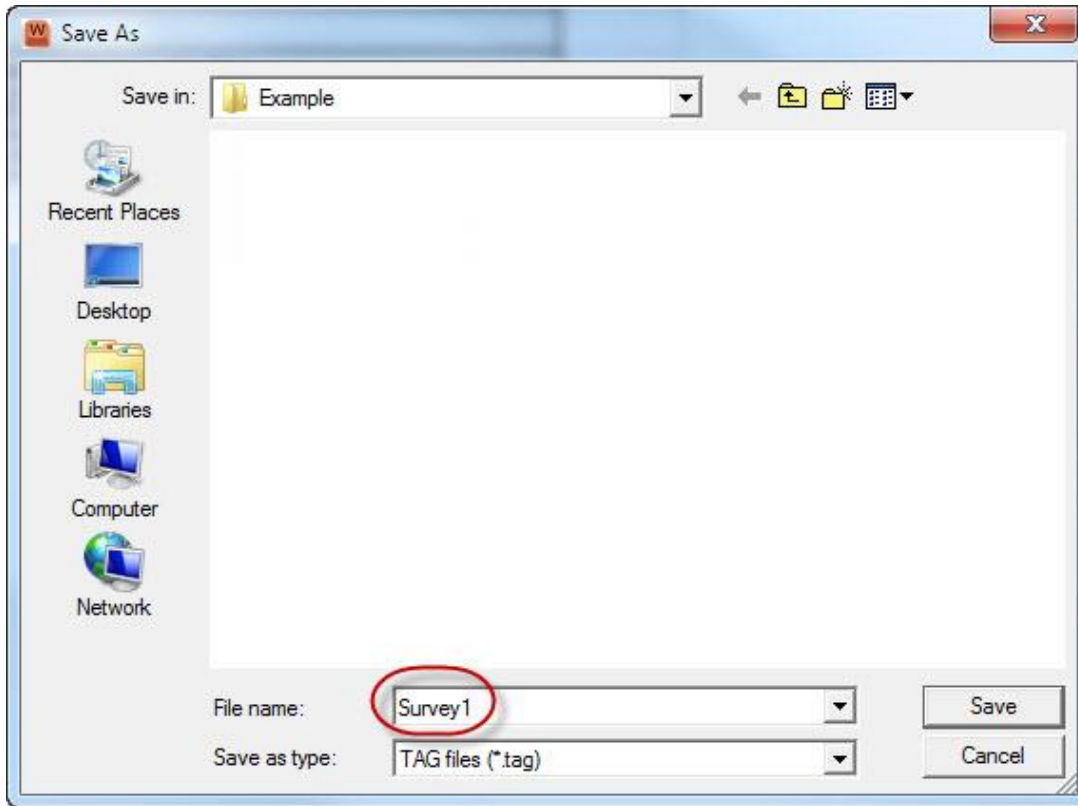 W Save As
Save in: Example
Recent Places
Desktop
Libraries
Computer
Network
File name: Survey1 Save
Save as type: TAG files (*.tag) Cancel